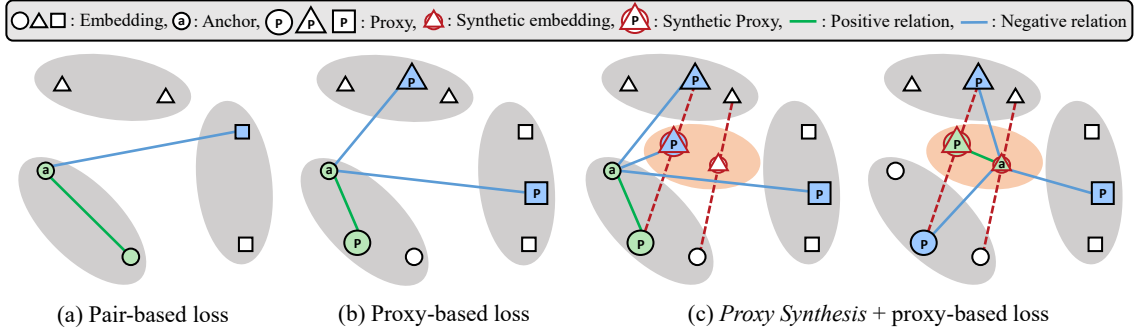 : Embedding, a : Anchor, P P P : Proxy, : Synthetic embedding, P : Synthetic Proxy, : Positive relation, : Negative relation
P P P
P P a
a a P a P
P P P
(a) Pair-based loss (b) Proxy-based loss (c) Proxy Synthesis + proxy-based loss